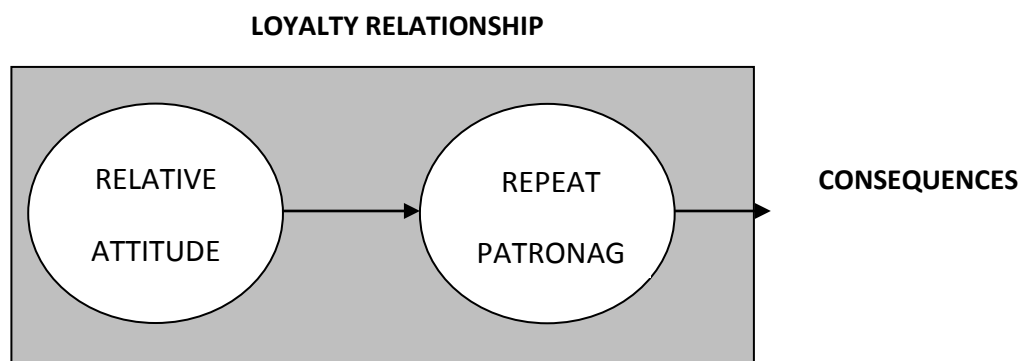 LOYALTY RELATIONSHIP
RELATIVE
ATTITUDE
REPEAT
PATRONAG
CONSEQUENCES